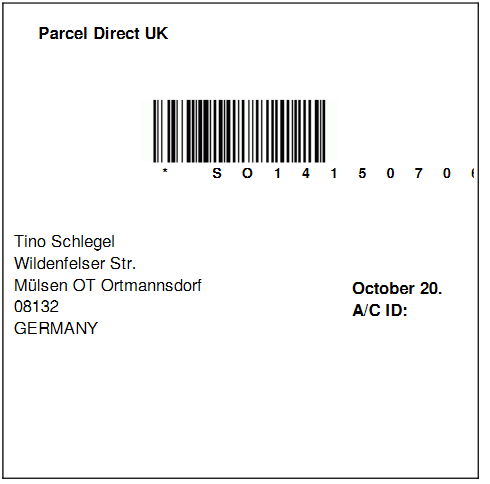 Parcel Direct UK
* S O 1 4 1 5 0 7 0
Tino Schlegel
Wildenfelser Str.
Mülsen OT Ortmannsdorf
08132
GERMANY
October 20.
A/C ID: